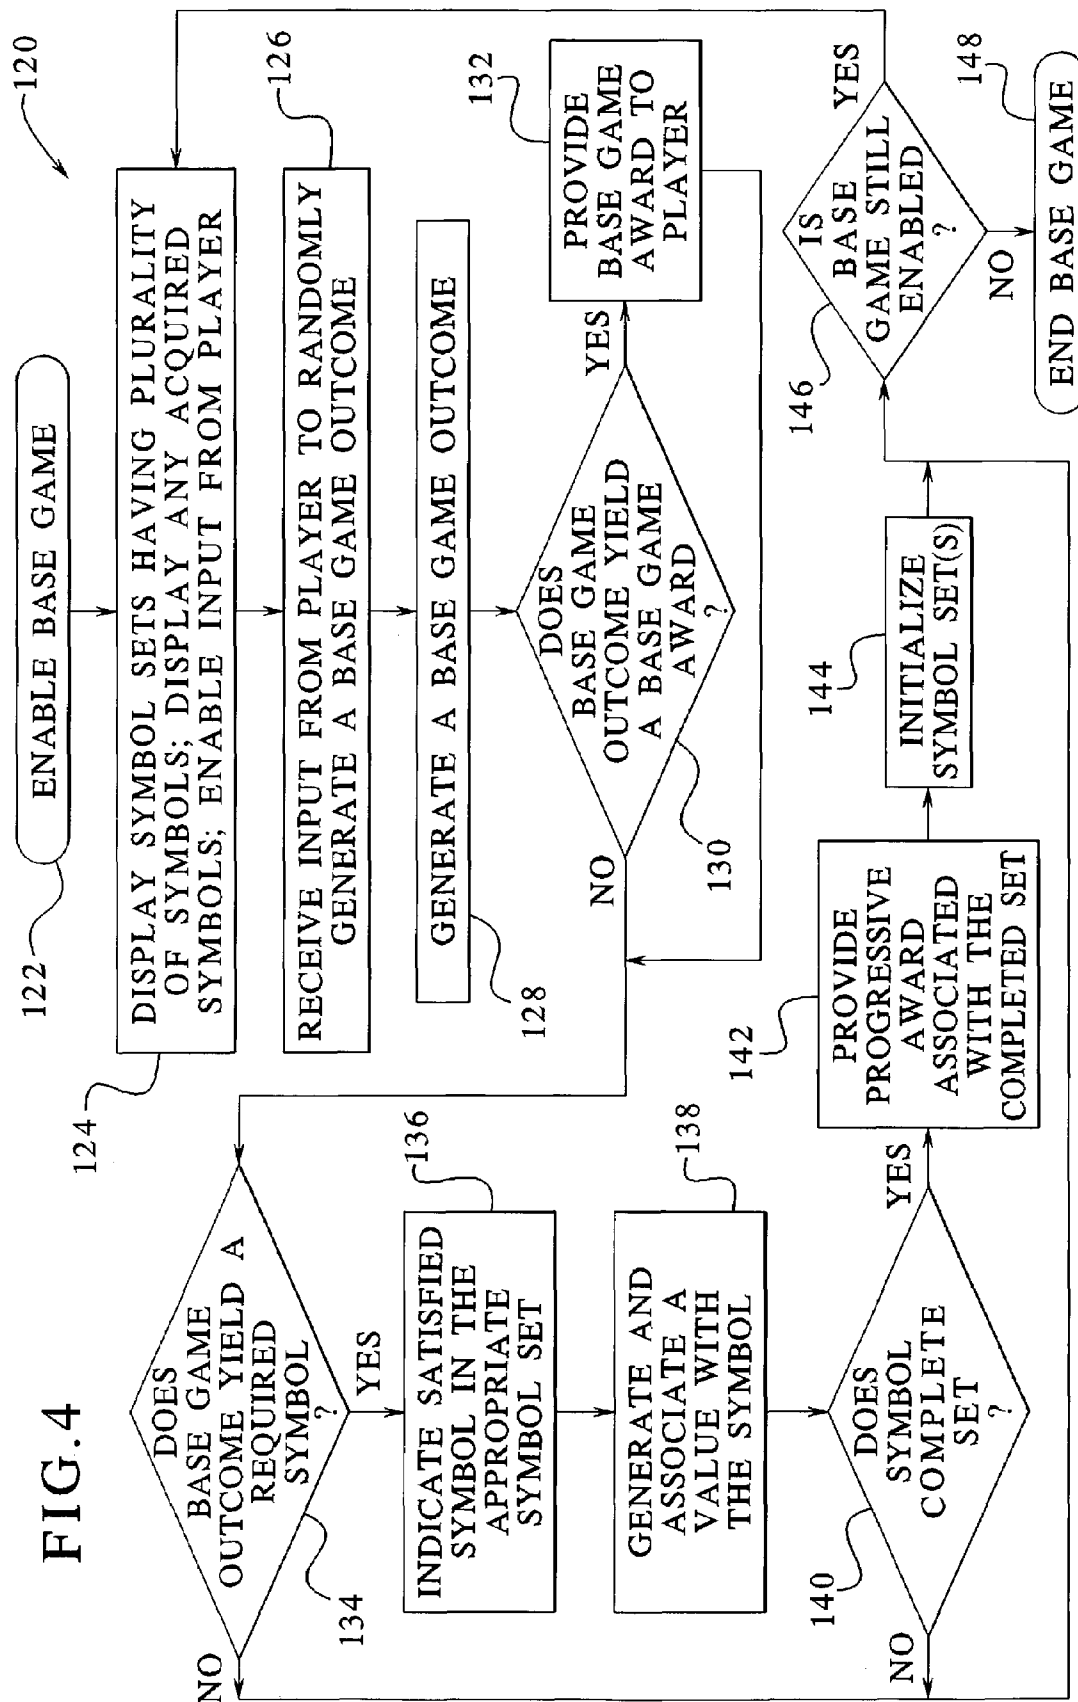 FIG.4
120
ENABLE BASE GAME
122
DISPLAY SYMBOL SETS HAVING PLURALITY
OF SYMBOLS; DISPLAY ANY ACQUIRED
SYMBOLS; ENABLE INPUT FROM PLAYER
124
RECEIVE INPUT FROM PLAYER TO RANDOMLY
GENERATE A BASE GAME OUTCOME
126
GENERATE A BASE GAME OUTCOME
128
DOES
BASE GAME
OUTCOME YIELD
A BASE GAME
AWARD
?
130
YES
NO
PROVIDE
BASE GAME
AWARD TO
PLAYER
132
DOES
BASE GAME
OUTCOME YIELD A
REQUIRED
SYMBOL
?
134
NO
YES
INDICATE SATISFIED
SYMBOL IN THE
APPROPRIATE
SYMBOL SET
136
GENERATE AND
ASSOCIATE A
VALUE WITH
THE SYMBOL
138
DOES
SYMBOL
COMPLETE
SET
?
140
NO
YES
PROVIDE
PROGRESSIVE
AWARD
ASSOCIATED
WITH THE
COMPLETED SET
142
INITIALIZE
SYMBOL SET(S)
144
IS
BASE
GAME STILL
ENABLED
?
146
YES
NO
END BASE GAME
148